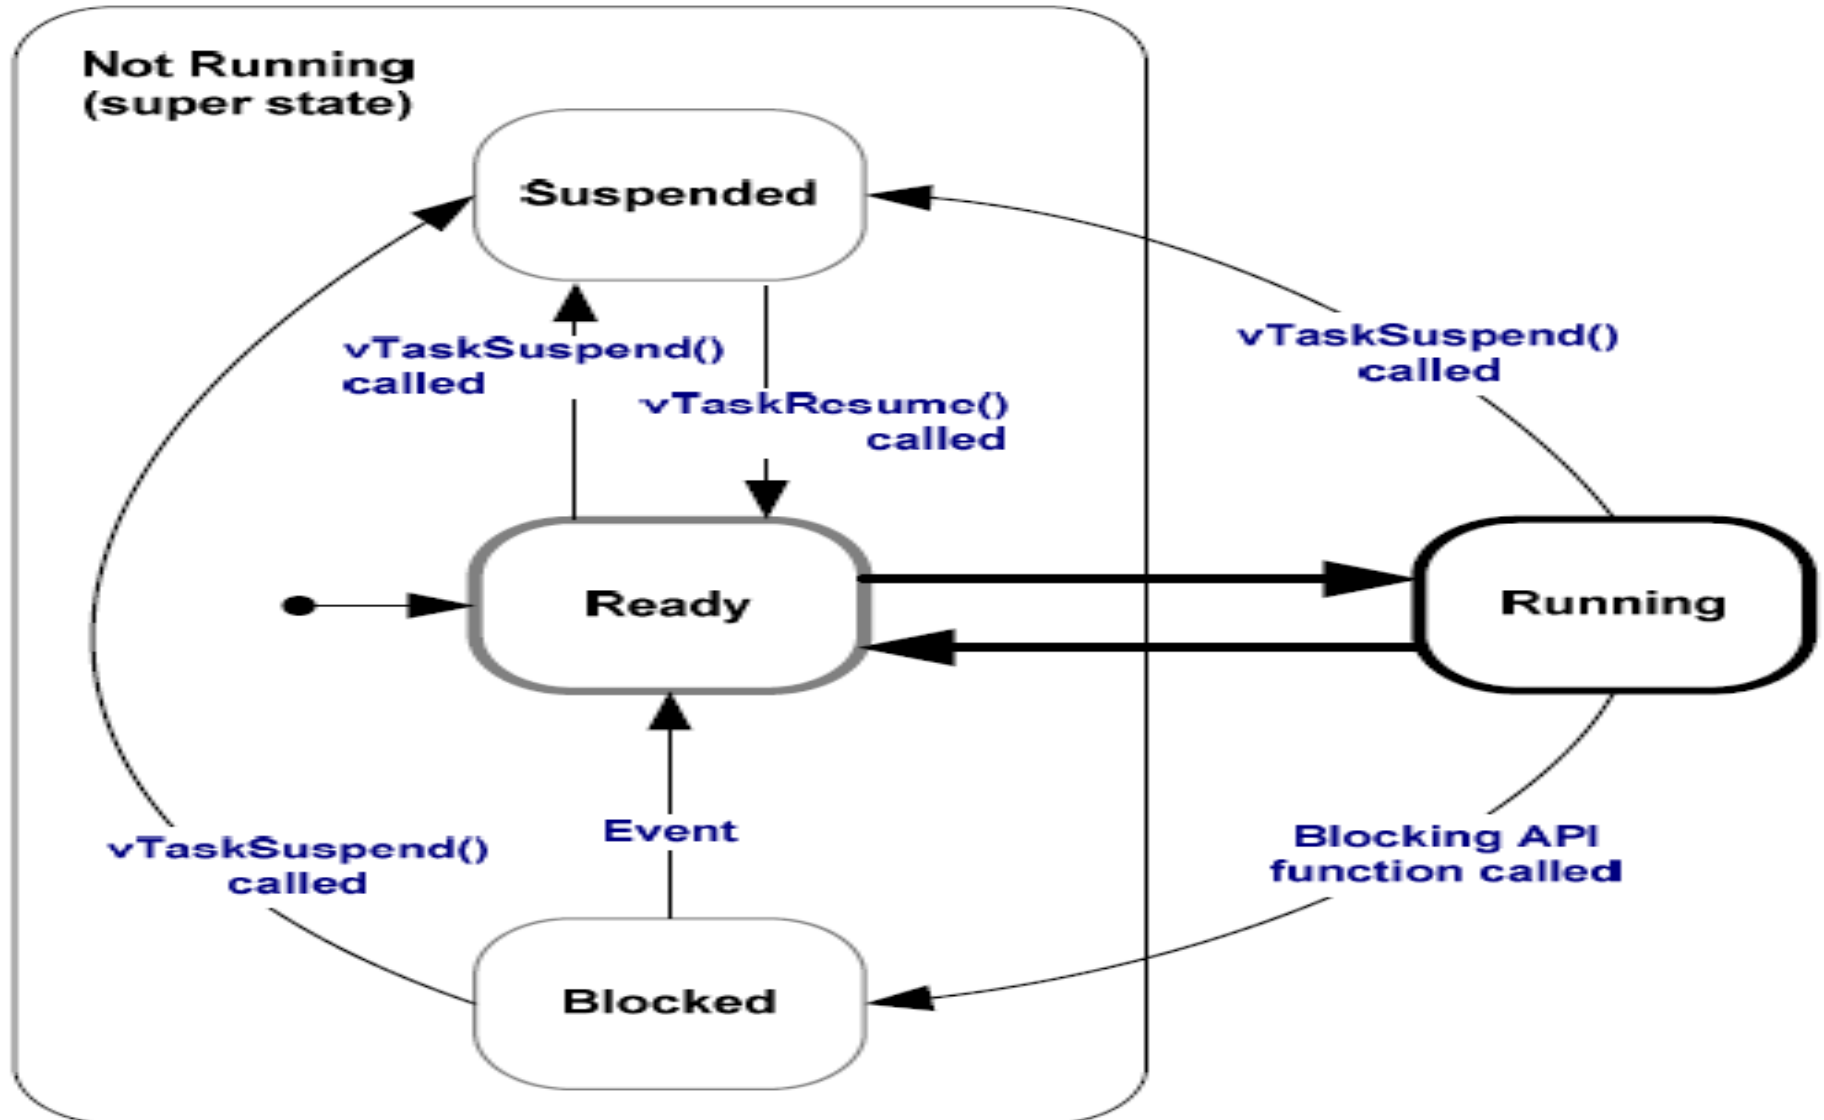 Not Running
(super state)
Suspended
vTaskSuspend()
called
vTaskResume()
called
vTaskSuspend()
called
Ready
Running
Event
vTaskSuspend()
called
Blocking API
function called
Blocked